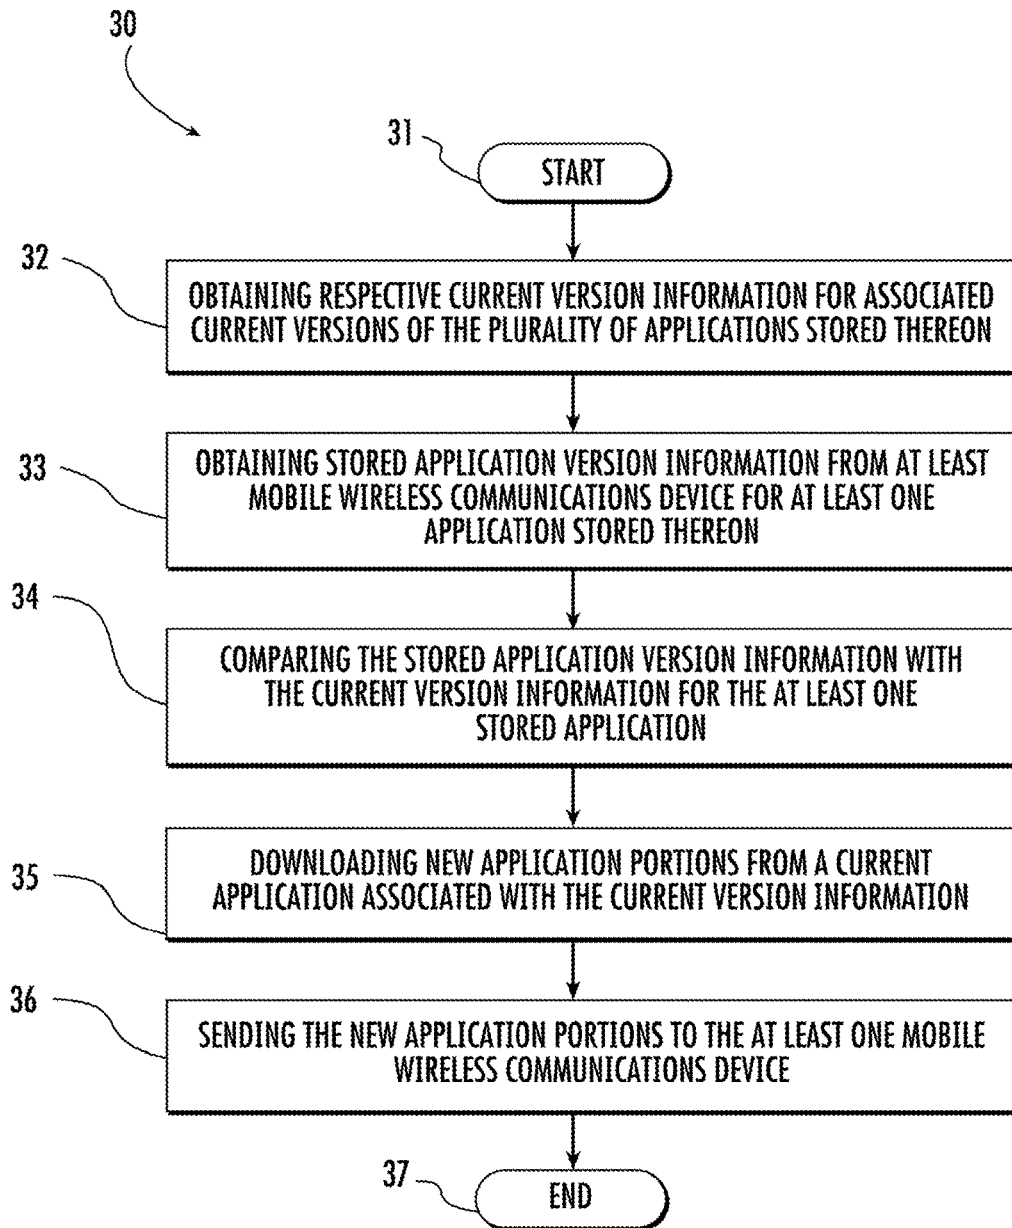 30
31
START
32
OBTAINING RESPECTIVE CURRENT VERSION INFORMATION FOR ASSOCIATED
CURRENT VERSIONS OF THE PLURALITY OF APPLICATIONS STORED THEREON
33
OBTAINING STORED APPLICATION VERSION INFORMATION FROM AT LEAST
MOBILE WIRELESS COMMUNICATIONS DEVICE FOR AT LEAST ONE
APPLICATION STORED THEREON
34
COMPARING THE STORED APPLICATION VERSION INFORMATION WITH
THE CURRENT VERSION INFORMATION FOR THE AT LEAST ONE
STORED APPLICATION
35
DOWNLOADING NEW APPLICATION PORTIONS FROM A CURRENT
APPLICATION ASSOCIATED WITH THE CURRENT VERSION INFORMATION
36
SENDING THE NEW APPLICATION PORTIONS TO THE AT LEAST ONE MOBILE
WIRELESS COMMUNICATIONS DEVICE
37
END